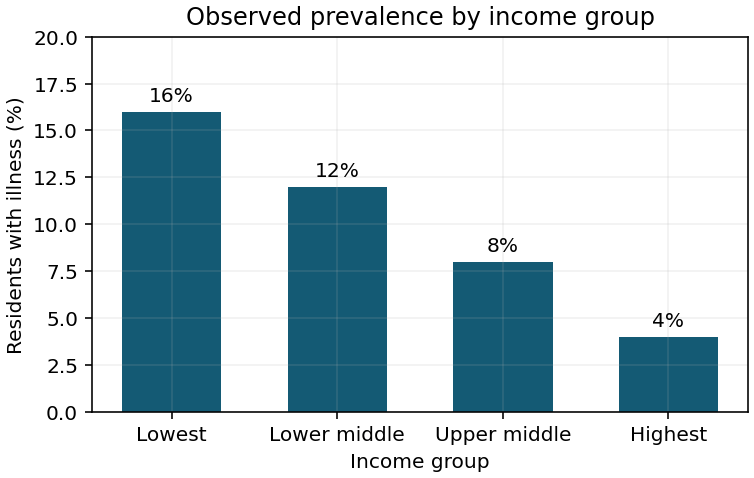 Observed prevalence by income group
Residents with illness (%)
20.0
17.5
15.0
12.5
10.0
7.5
5.0
2.5
0.0
16%
12%
8%
4%
Lowest
Lower middle
Upper middle
Highest
Income group